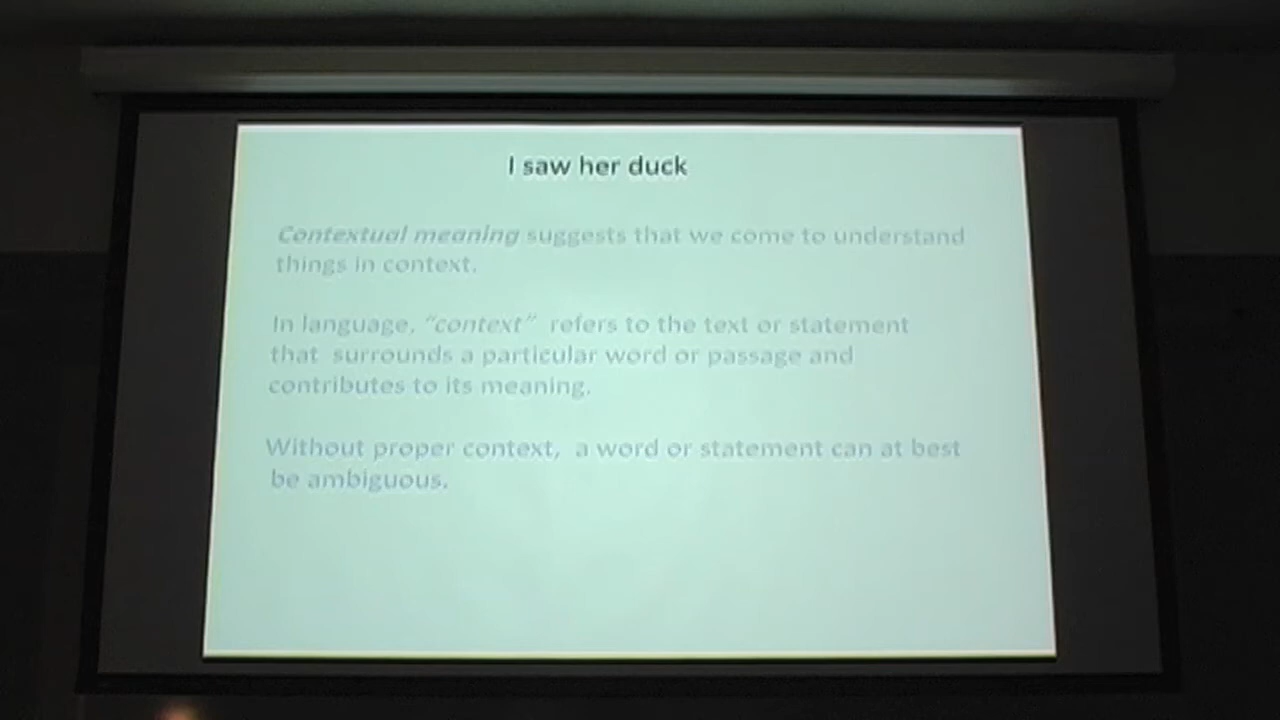 I saw her duck
Contextual meaning suggests that we come to understand
things in context.
In language, “context” refers to the text or statement
that surrounds a particular word or passage and
contributes to its meaning.
Without proper context, a word or statement can at best
be ambiguous.